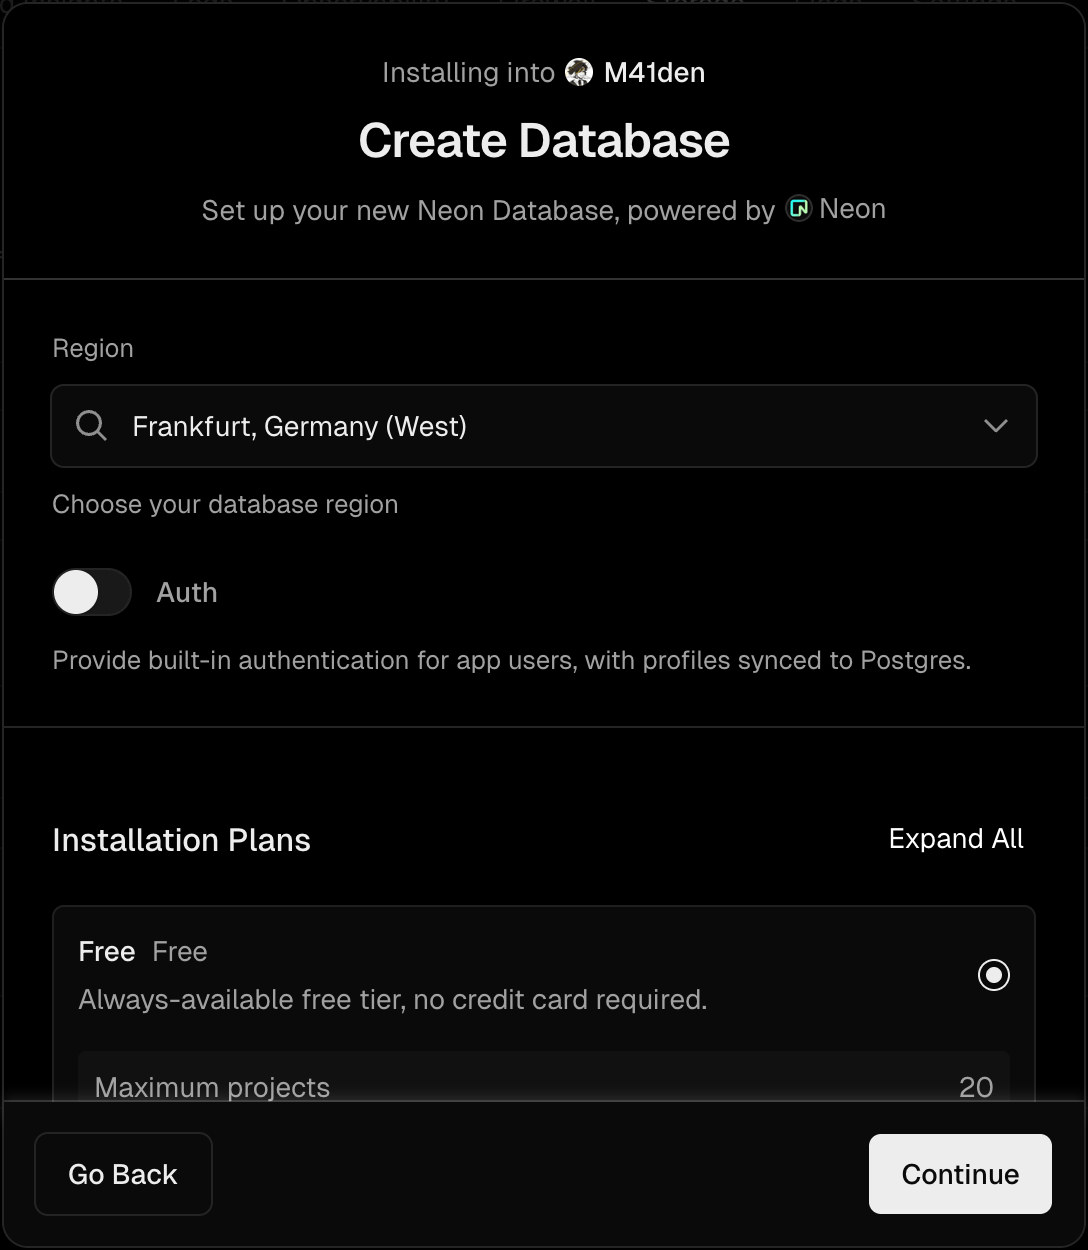 Installing into M41den
Create Database
Set up your new Neon Database, powered by Neon
Region
Frankfurt, Germany (West)
Choose your database region
Auth
Provide built-in authentication for app users, with profiles synced to Postgres.
Installation Plans
Expand All
Free Free
Always-available free tier, no credit card required.
Maximum projects 20
Go Back
Continue